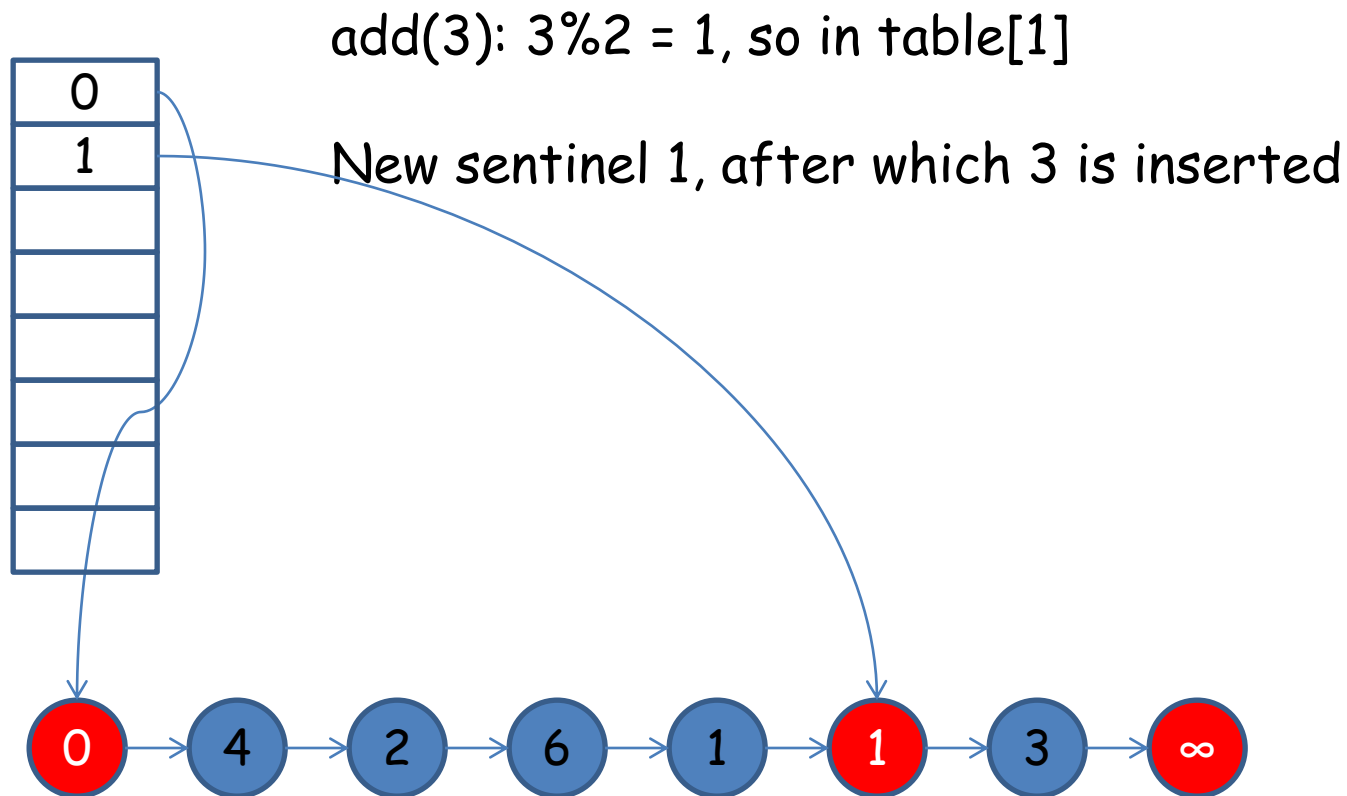 add(3): 3%2 = 1, so in table[1]
0
1
New sentinel 1, after which 3 is inserted
0 4 2 6 1 1 3 ∞